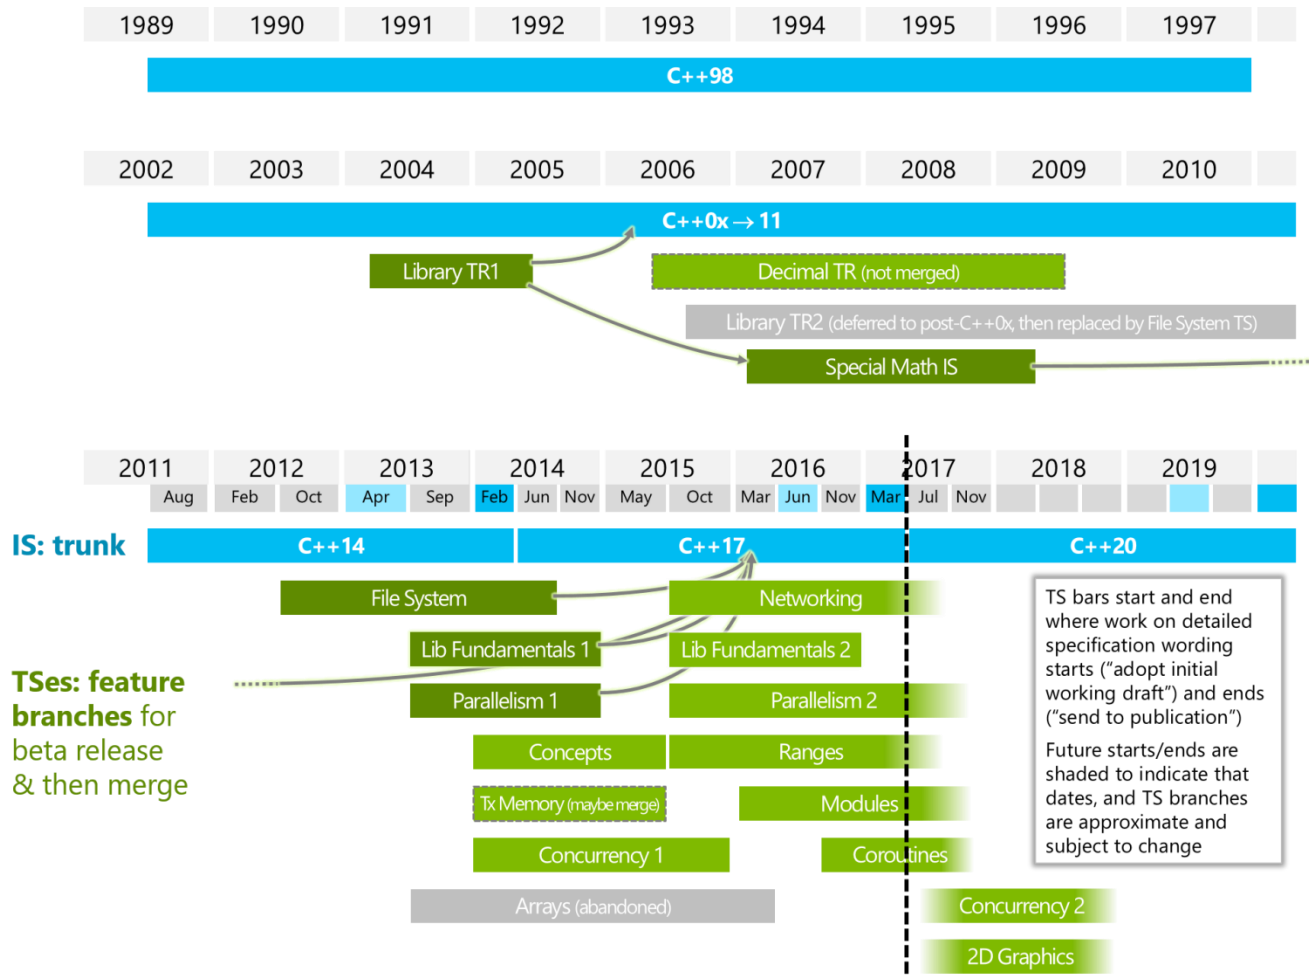 1989 1990 1991 1992 1993 1994 1995 1996 1997
C++98
2002 2003 2004 2005 2006 2007 2008 2009 2010
C++0x → 11
Library TR1
Decimal TR (not merged)
Library TR2 (deferred to post-C++0x, then replaced by File System TS)
Special Math IS
2011 2012 2013 2014 2015 2016 2017 2018 2019
Aug Feb Oct Apr Sep Feb Jun Nov May Oct Mar Jun Nov Mar Jul Nov
IS: trunk
C++14 C++17 C++20
File System
Networking
Lib Fundamentals 1
Lib Fundamentals 2
Parallelism 1
Parallelism 2
Concepts
Ranges
Tx Memory (maybe merge)
Modules
Concurrency 1
Coroutines
Arrays (abandoned)
Concurrency 2
2D Graphics
TSes: feature
branches for
beta release
& then merge
TS bars start and end
where work on detailed
specification wording
starts (“adopt initial
working draft”) and ends
(“send to publication”)
Future starts/ends are
shaded to indicate that
dates, and TS branches
are approximate and
subject to change